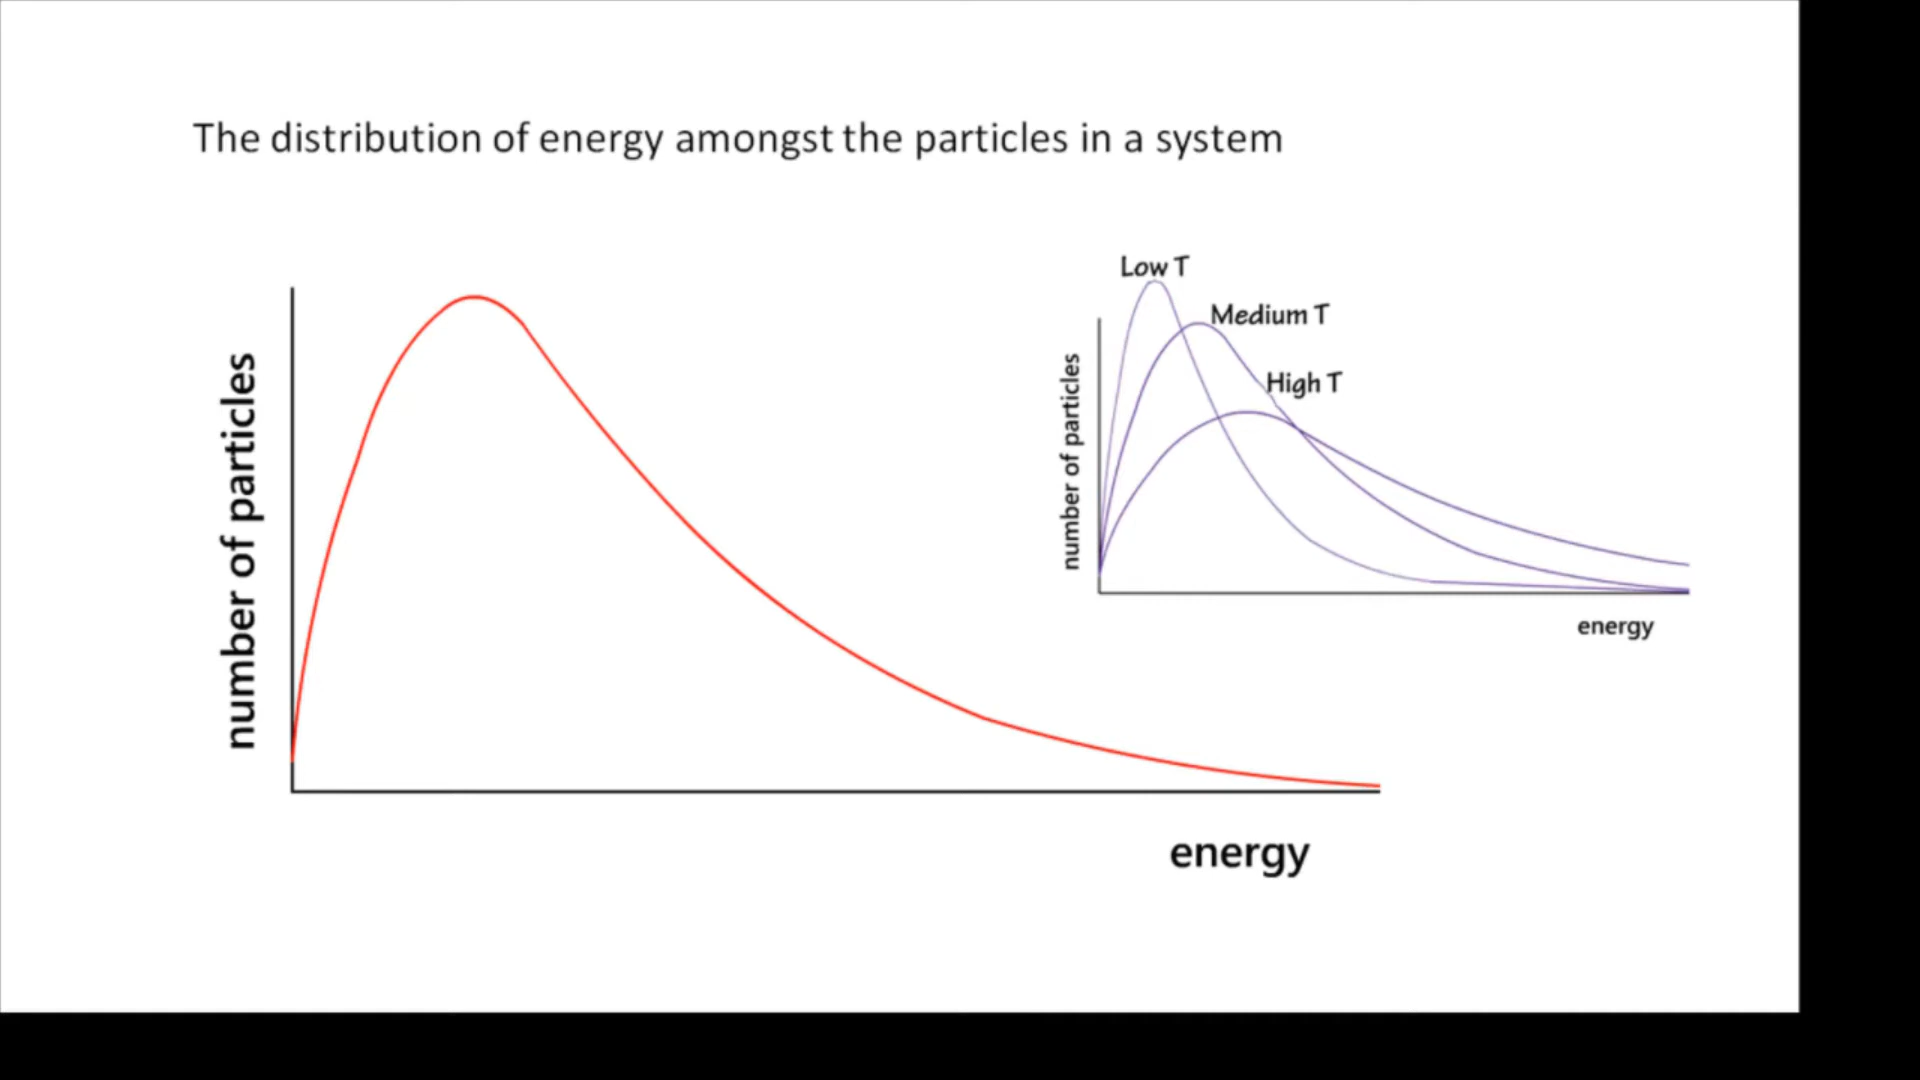 The distribution of energy amongst the particles in a system
number of particles
energy
Low T
Medium T
High T
number of particles
energy